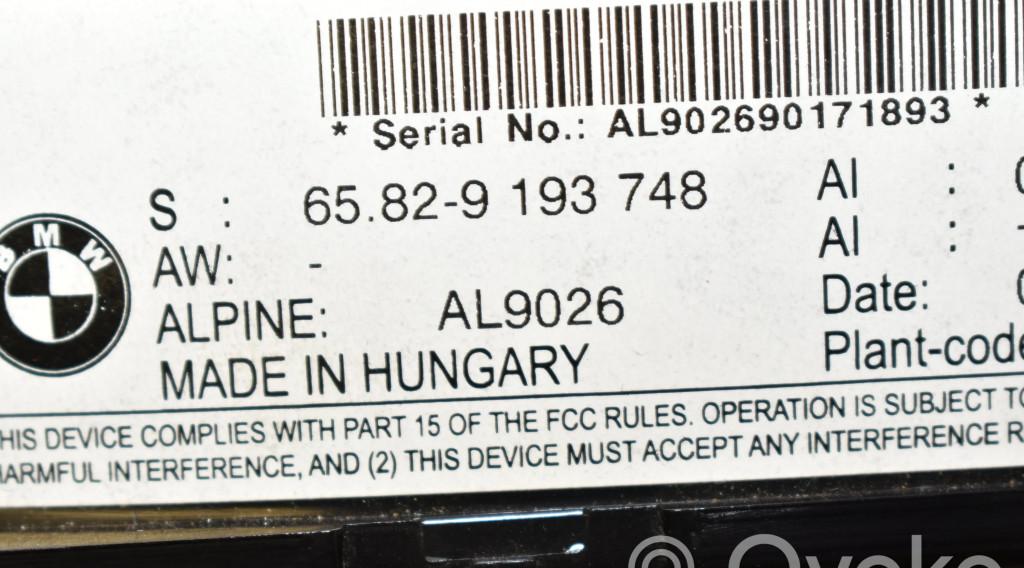 * Serial No.: AL902690171893 *
S : 65.82-9 193 748
AI :
AI : -
BMW
AW: -
ALPINE: AL9026
Date:
MADE IN HUNGARY
Plant-code
THIS DEVICE COMPLIES WITH PART 15 OF THE FCC RULES. OPERATION IS SUBJECT TO
HARMFUL INTERFERENCE, AND (2) THIS DEVICE MUST ACCEPT ANY INTERFERENCE R
© Ovoko